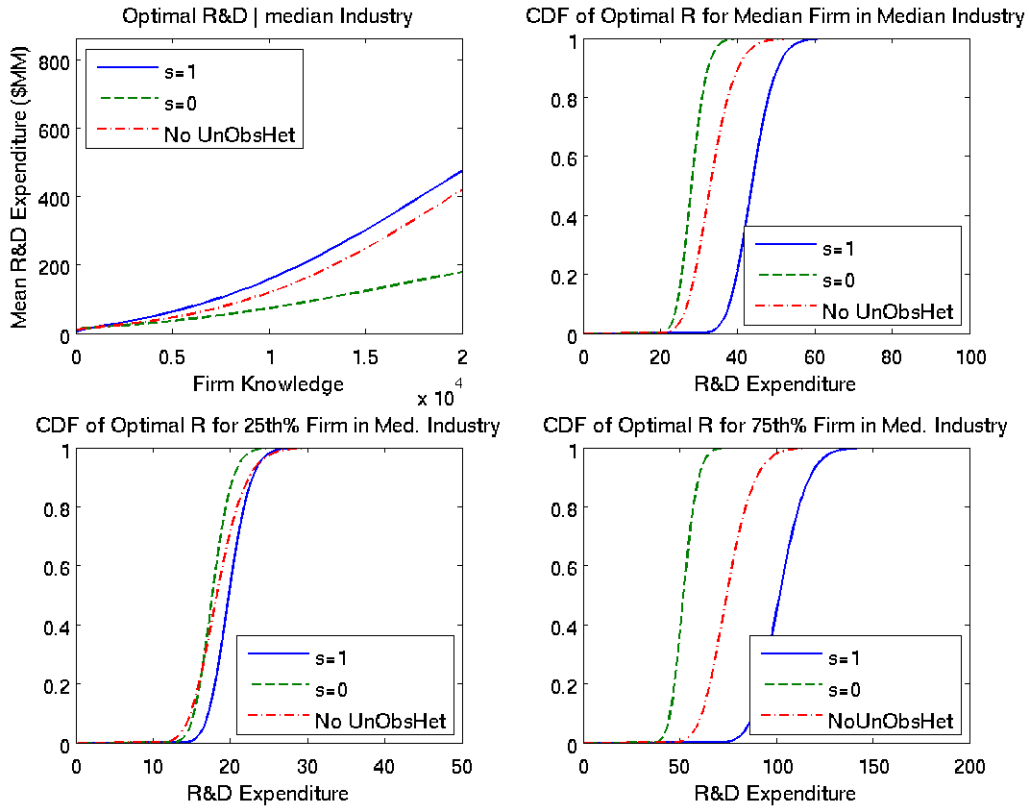 Optimal R&D | median Industry
Mean R&D Expenditure ($MM)
800
600
400
200
0
s=1
s=0
No UnObsHet
0 0.5 1 1.5 2
Firm Knowledge
x 10^4
CDF of Optimal R for Median Firm in Median Industry
1
0.8
0.6
0.4
0.2
0
s=1
s=0
No UnObsHet
0 20 40 60 80 100
R&D Expenditure
CDF of Optimal R for 25th% Firm in Med. Industry
1
0.8
0.6
0.4
0.2
0
s=1
s=0
No UnObsHet
0 10 20 30 40 50
R&D Expenditure
CDF of Optimal R for 75th% Firm in Med. Industry
1
0.8
0.6
0.4
0.2
0
s=1
s=0
NoUnObsHet
0 50 100 150 200
R&D Expenditure